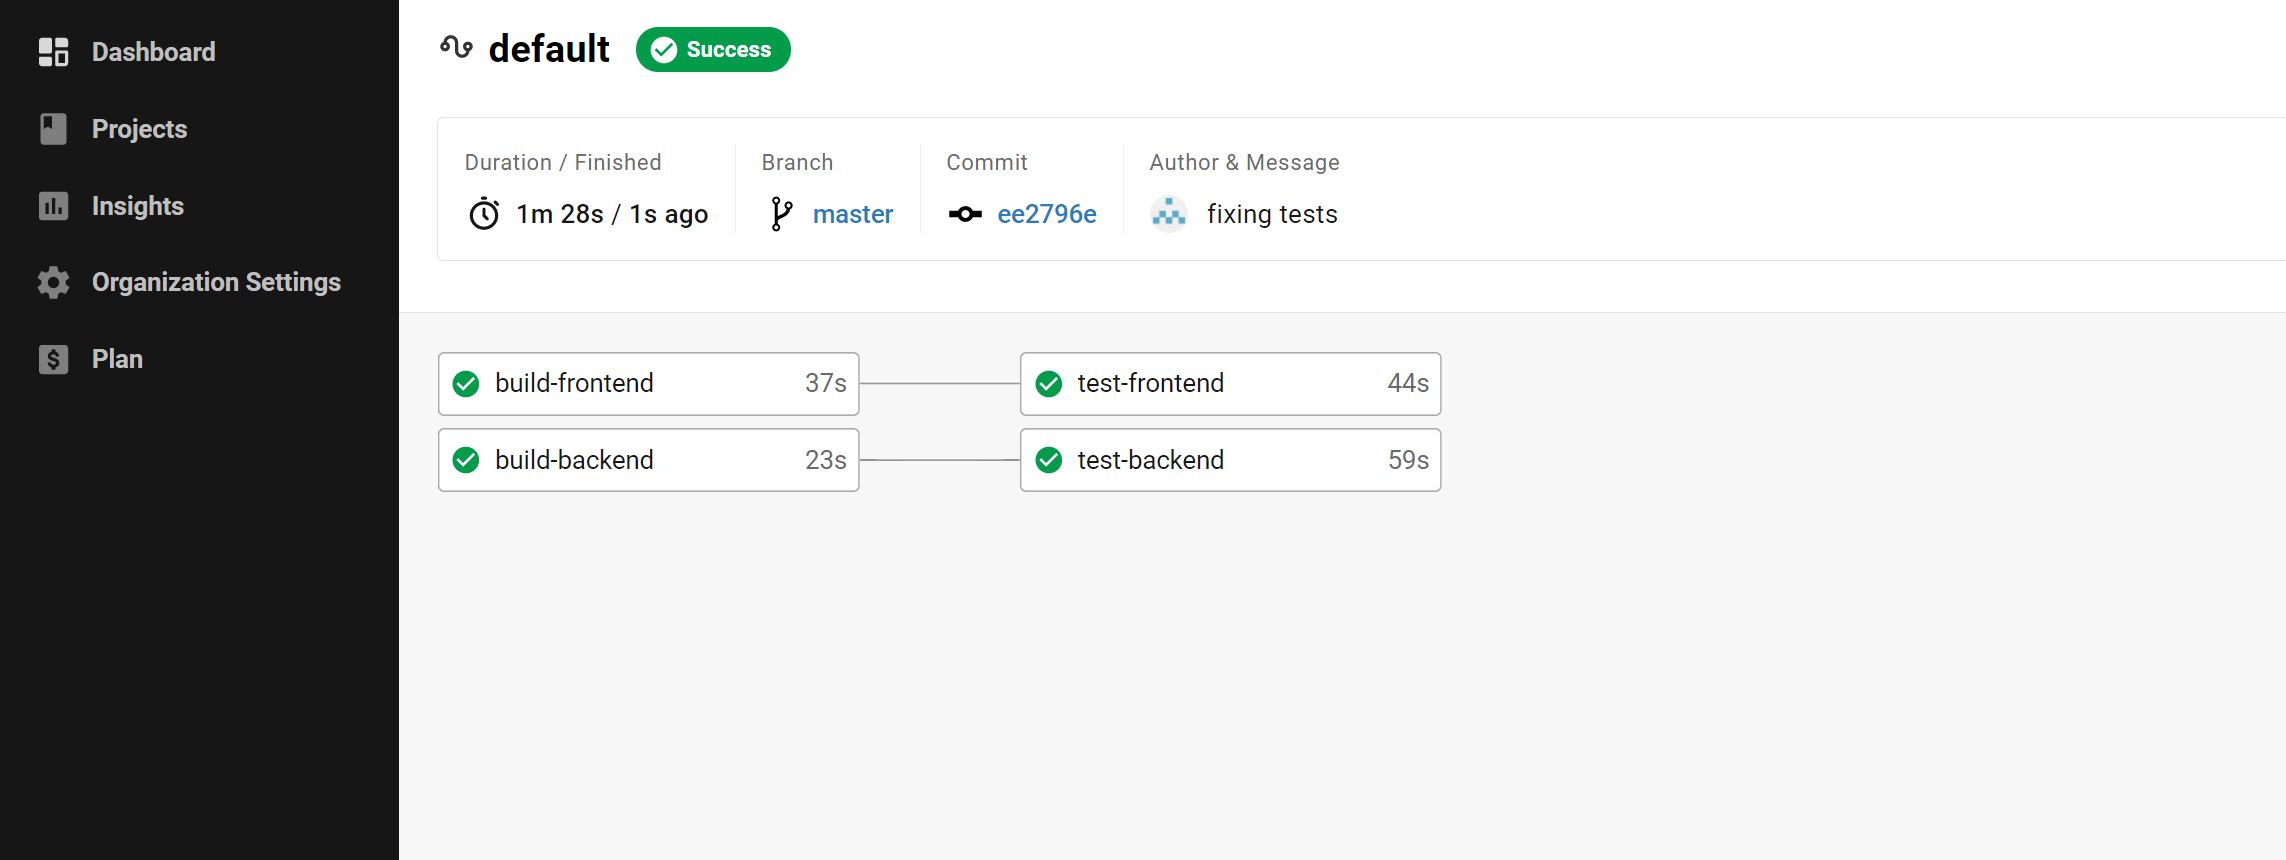 Dashboard
Projects
Insights
Organization Settings
Plan
default
Success
Duration / Finished
1m 28s / 1s ago
Branch
master
Commit
ee2796e
Author & Message
fixing tests
build-frontend 37s
test-frontend 44s
build-backend 23s
test-backend 59s